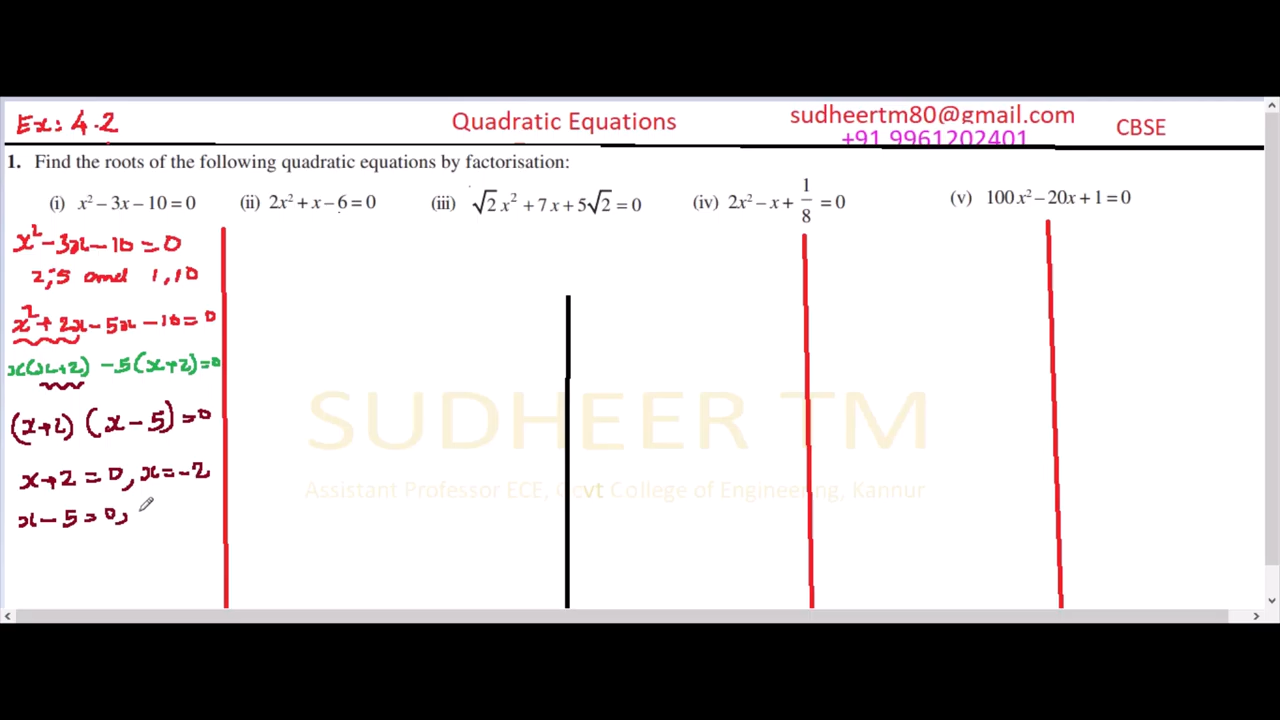 Ex: 4.2
Quadratic Equations
sudheertm80@gmail.com
+91 9961202401
CBSE
1. Find the roots of the following quadratic equations by factorisation:
(i) x² – 3x – 10 = 0 (ii) 2x² + x – 6 = 0 (iii) √2 x² + 7x + 5√2 = 0 (iv) 2x² – x + 1/8 = 0 (v) 100x² – 20x + 1 = 0
x² – 3x – 10 = 0
2, 5 and 1, 10
x² + 2x – 5x – 10 = 0
x(x+2) – 5(x+2) = 0
(x+2) (x – 5) = 0
x + 2 = 0, x = –2
x – 5 = 0,
SUDHEER TM
Assistant Professor ECE, Govt College of Engineering, Kannur